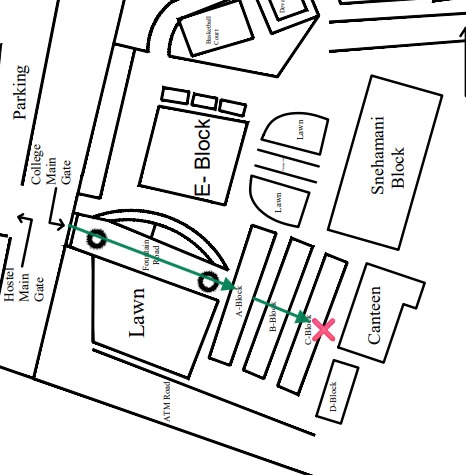 Basketball
Court
Parking
College
Main
Gate
E- Block
Lawn
Lawn
Snehamani
Block
Hostel
Main
Gate
Fountain
Road
Lawn
A-Block
B-Block
C-Block
Canteen
D-Block
ATM Road